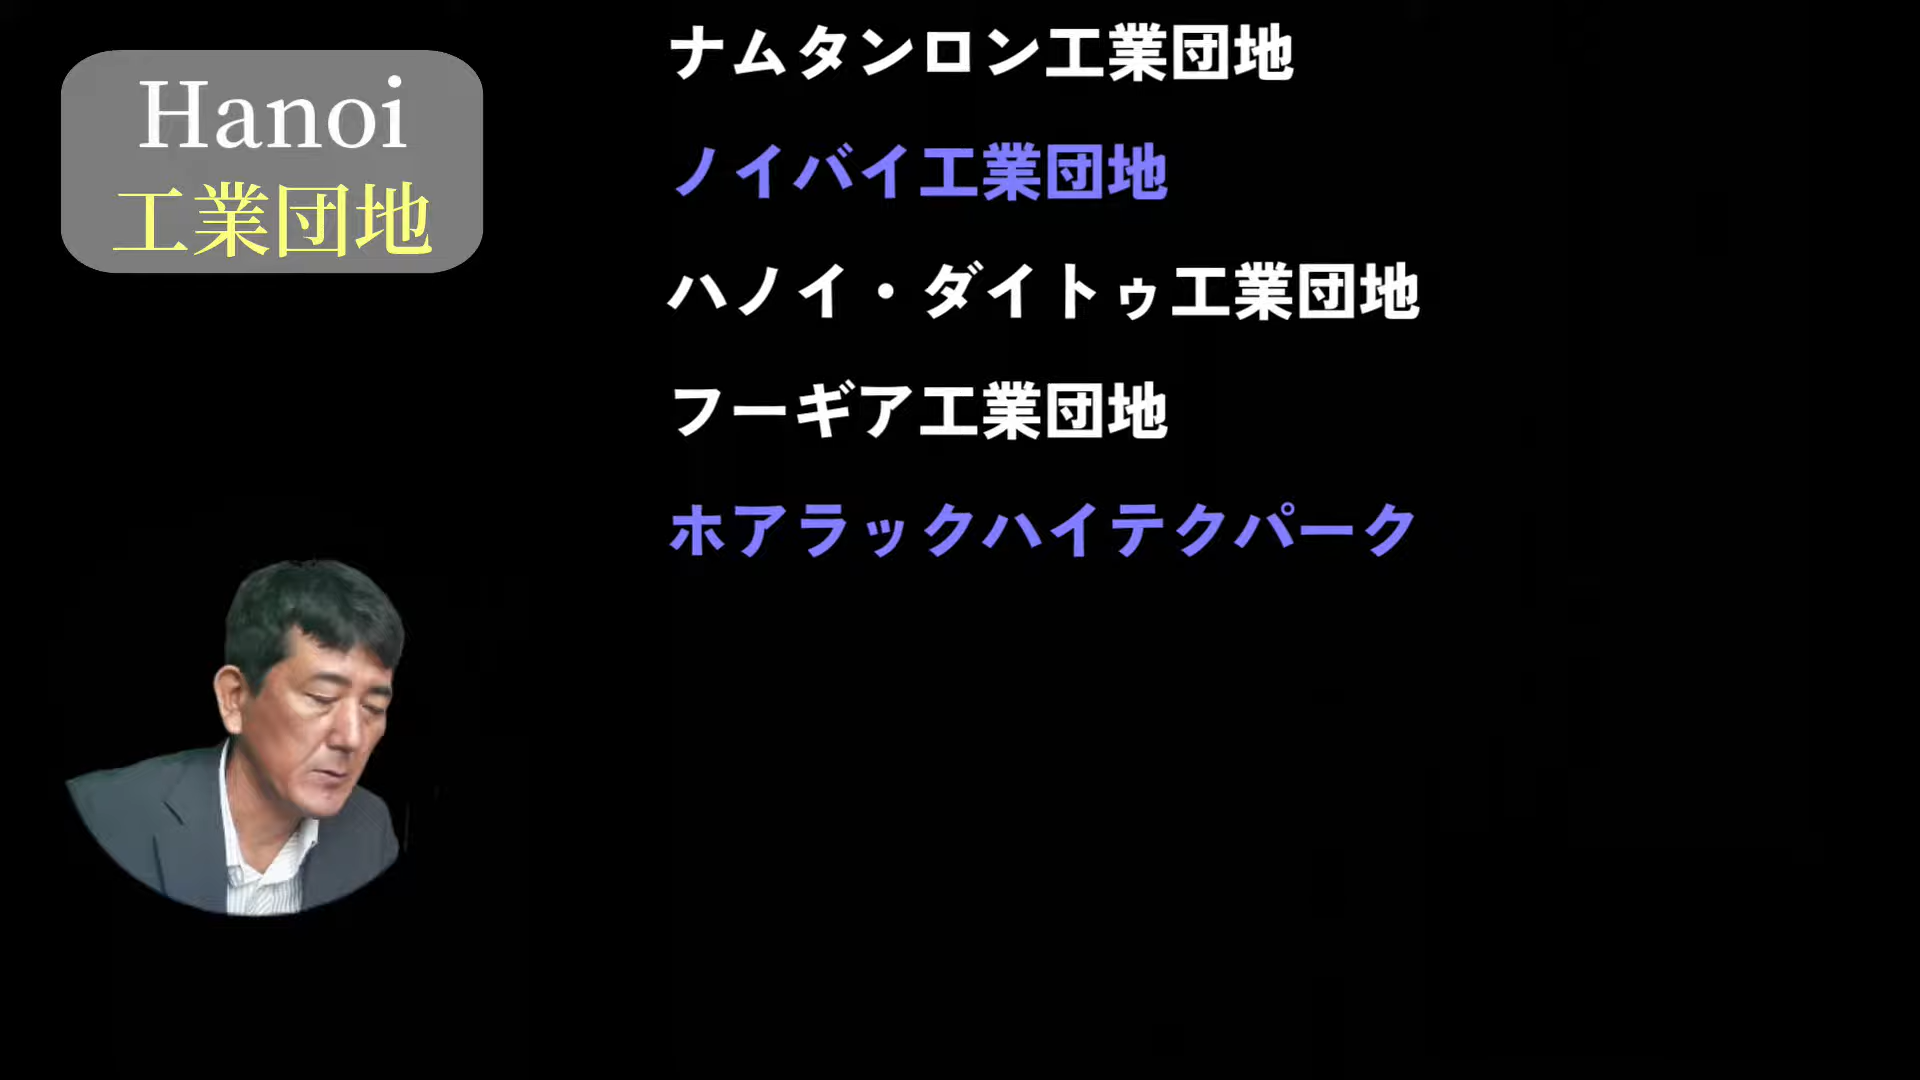 Hanoi
工業団地
ナムタンロン工業団地
ノイバイ工業団地
ハノイ・ダイトゥ工業団地
フーギア工業団地
ホアラックハイテクパーク